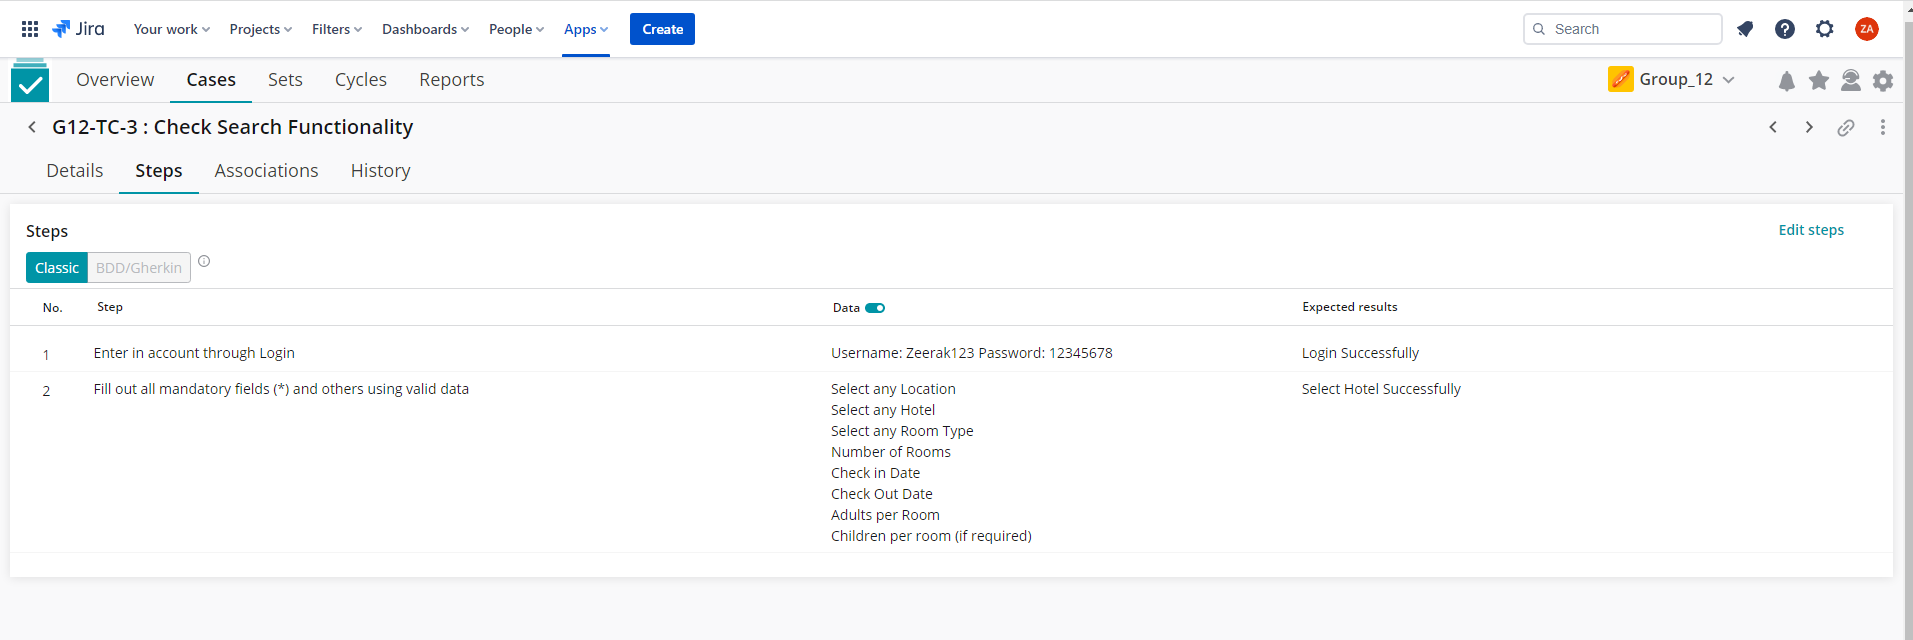 Jira Your work Projects Filters Dashboards People Apps Create Search ZA
Overview Cases Sets Cycles Reports Group_12
G12-TC-3 : Check Search Functionality
Details Steps Associations History
Steps Edit steps
Classic BDD/Gherkin
No. Step Data Expected results
1 Enter in account through Login Username: Zeerak123 Password: 12345678 Login Successfully
2 Fill out all mandatory fields (*) and others using valid data Select any Location Select Hotel Successfully
Select any Hotel
Select any Room Type
Number of Rooms
Check in Date
Check Out Date
Adults per Room
Children per room (if required)